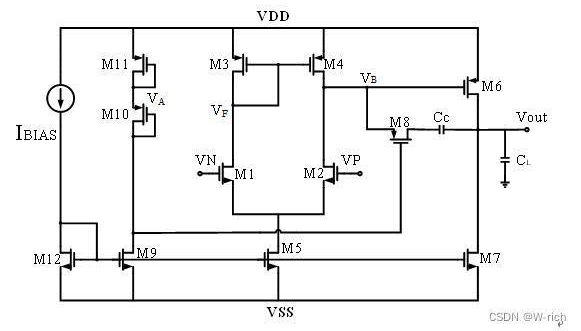 VDD
M11
M3
M4
VA
VB
M6
M10
VF
M8
Cc
Vout
IBIAS
VN
M1
M2
VP
CL
M12
M9
M5
M7
VSS
CSDN @W-rich